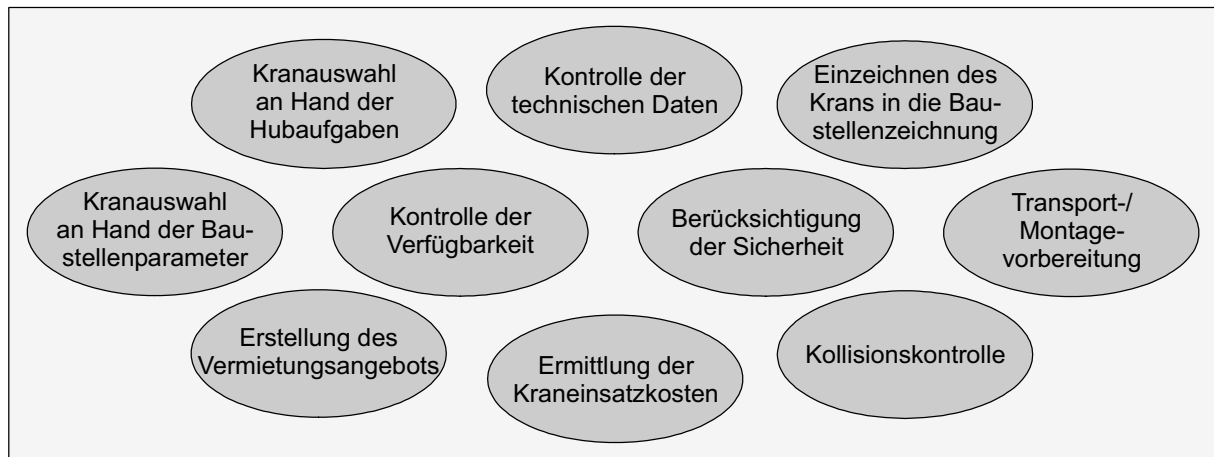 Kranauswahl
an Hand der
Hubaufgaben
Kontrolle der
technischen Daten
Einzeichnen des
Krans in die Bau-
stellenzeichnung
Kranauswahl
an Hand der Bau-
stellenparameter
Kontrolle der
Verfügbarkeit
Berücksichtigung
der Sicherheit
Transport-/
Montage-
vorbereitung
Erstellung des
Vermietungsangebots
Ermittlung der
Kraneinsatzkosten
Kollisionskontrolle